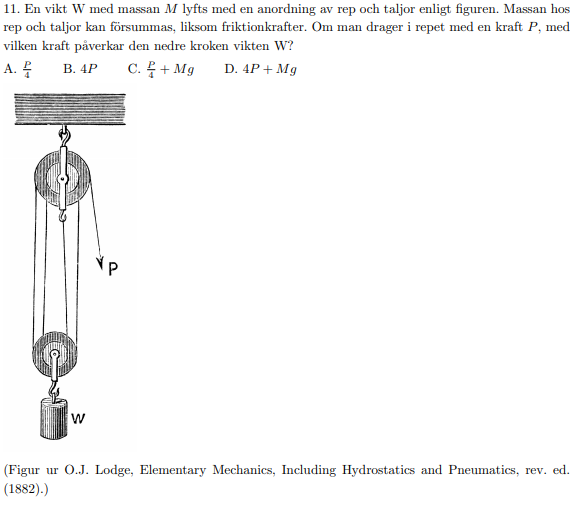 11. En vikt W med massan M lyfts med en anordning av rep och taljor enligt figuren. Massan hos
rep och taljor kan försummas, liksom friktionkrafter. Om man drager i repet med en kraft P, med
vilken kraft påverkar den nedre kroken vikten W?
A. P/4 B. 4P C. P/4 + Mg D. 4P + Mg
P
W
(Figur ur O.J. Lodge, Elementary Mechanics, Including Hydrostatics and Pneumatics, rev. ed.
(1882).)